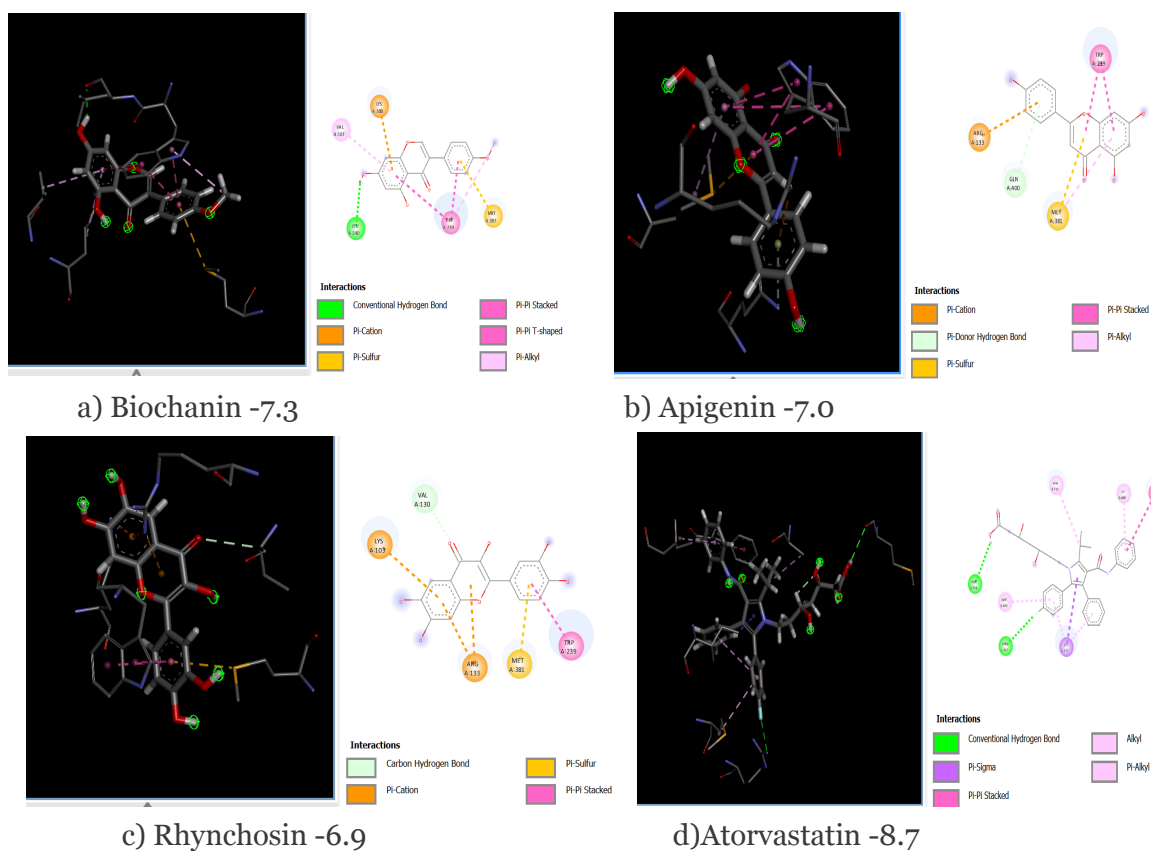 LYS
VAL
MET
A:381
Interactions
Conventional Hydrogen Bond
Pi-Pi Stacked
Pi-Cation
Pi-Pi T-shaped
Pi-Sulfur
Pi-Alkyl
a) Biochanin -7.3
TRP
ARG
A:133
GLN
A:400
MET
A:381
Interactions
Pi-Cation
Pi-Pi Stacked
Pi-Donor Hydrogen Bond
Pi-Alkyl
Pi-Sulfur
b) Apigenin -7.0
VAL
A:130
LYS
A:103
ARG
A:133
MET
A:381
TRP
A:239
Interactions
Carbon Hydrogen Bond
Pi-Sulfur
Pi-Cation
Pi-Pi Stacked
c) Rhynchosin -6.9
Interactions
Conventional Hydrogen Bond
Alkyl
Pi-Sigma
Pi-Alkyl
Pi-Pi Stacked
d)Atorvastatin -8.7